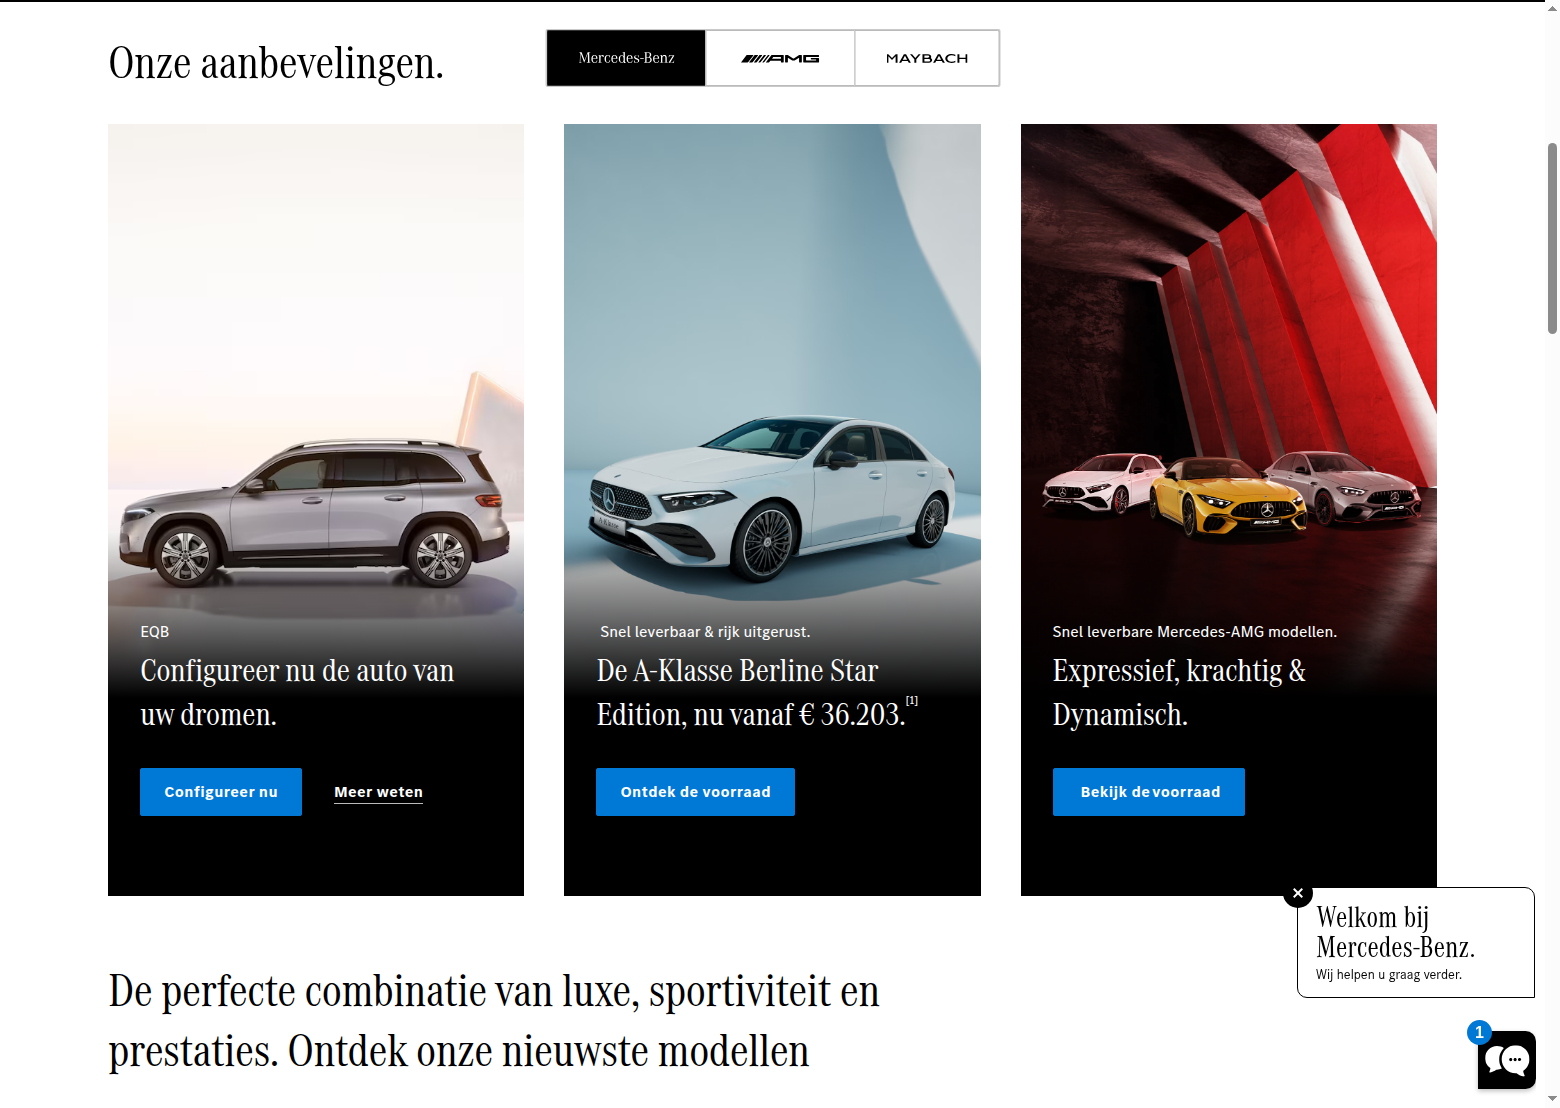 Onze aanbevelingen.
Mercedes-Benz
AMG
MAYBACH
EQB
Configureer nu de auto van
uw dromen.
Configureer nu
Meer weten
A-Klasse
Snel leverbaar & rijk uitgerust.
De A-Klasse Berline Star
Edition, nu vanaf € 36.203.[1]
Ontdek de voorraad
Snel leverbare Mercedes-AMG modellen.
Expressief, krachtig &
Dynamisch.
Bekijk de voorraad
Welkom bij
Mercedes-Benz.
Wij helpen u graag verder.
De perfecte combinatie van luxe, sportiviteit en
prestaties. Ontdek onze nieuwste modellen
1